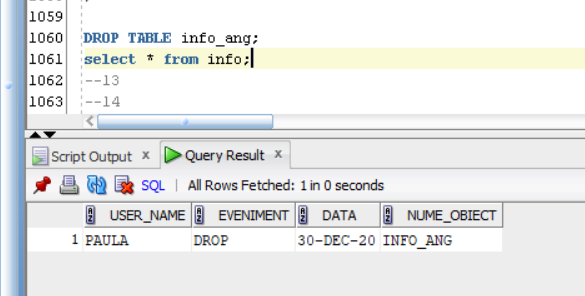 1059
1060 DROP TABLE info_ang;
1061 select * from info;
1062 --13
1063 --14
Script Output x Query Result x
SQL | All Rows Fetched: 1 in 0 seconds
USER_NAME EVENIMENT DATA NUME_OBIECT
1 PAULA DROP 30-DEC-20 INFO_ANG